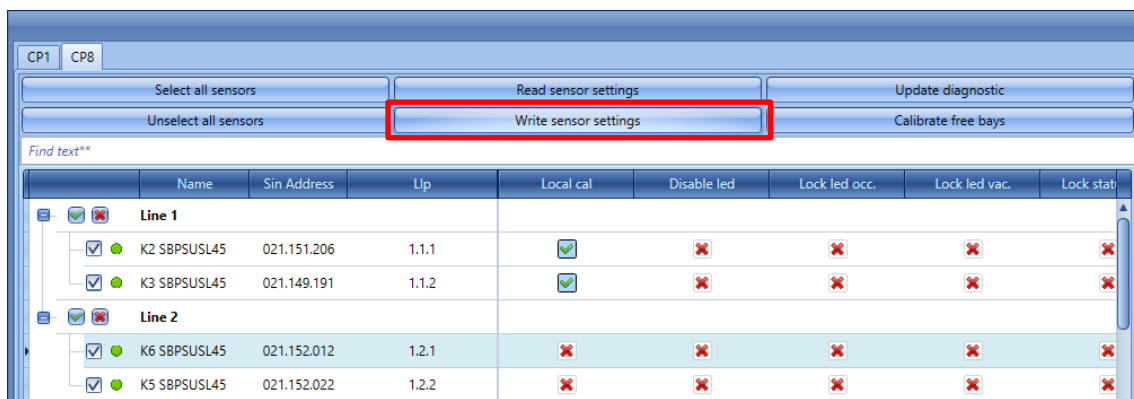 CP1 CP8
Select all sensors Read sensor settings Update diagnostic
Unselect all sensors Write sensor settings Calibrate free bays
Find text**
Name Sin Address Llp Local cal Disable led Lock led occ. Lock led vac. Lock stat
Line 1
K2 SBPSUSL45 021.151.206 1.1.1
K3 SBPSUSL45 021.149.191 1.1.2
Line 2
K6 SBPSUSL45 021.152.012 1.2.1
K5 SBPSUSL45 021.152.022 1.2.2